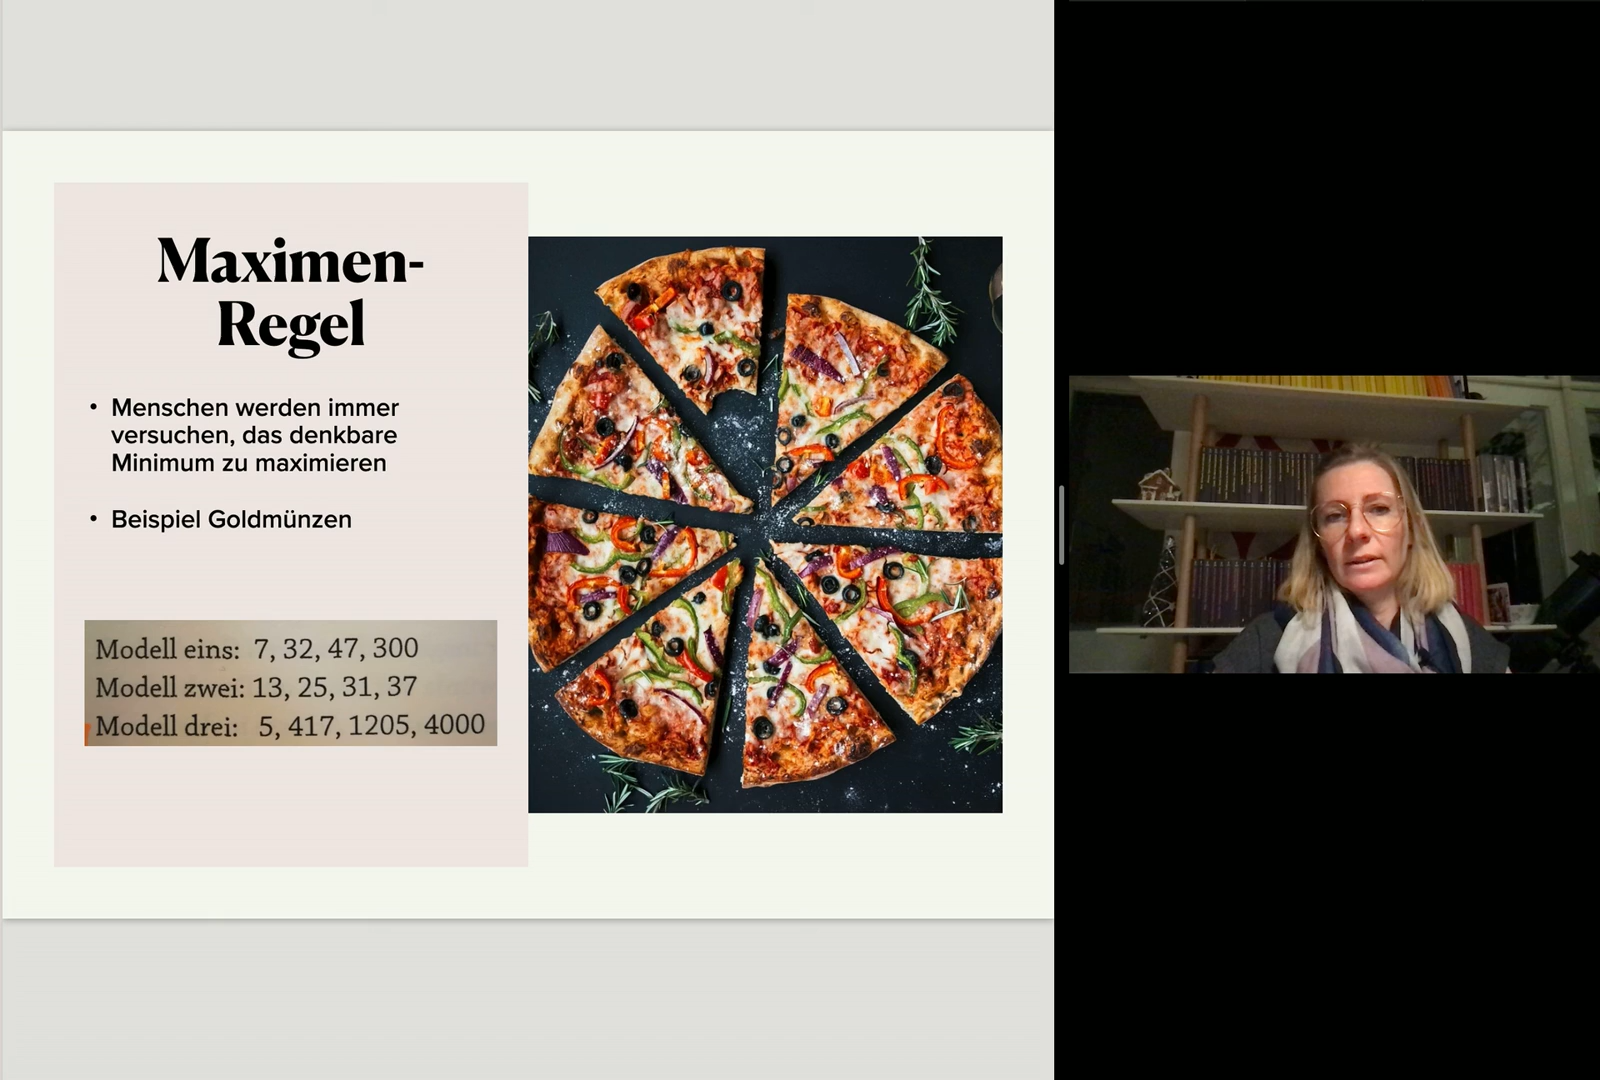 Maximen-
Regel
• Menschen werden immer
versuchen, das denkbare
Minimum zu maximieren
• Beispiel Goldmünzen
Modell eins: 7, 32, 47, 300
Modell zwei: 13, 25, 31, 37
Modell drei: 5, 417, 1205, 4000